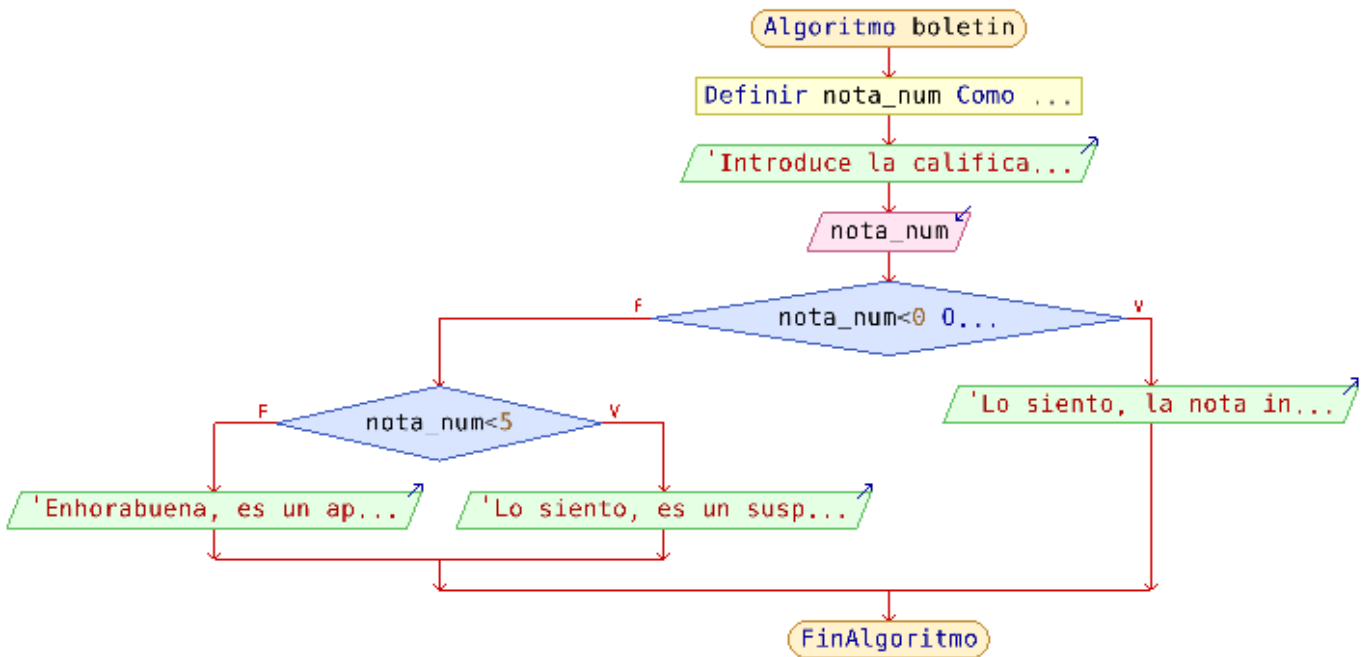 Algoritmo boletin
Definir nota_num Como ...
'Introduce la califica...
nota_num
nota_num<0 O...
F
V
nota_num<5
'Lo siento, la nota in...
F
V
'Enhorabuena, es un ap...
'Lo siento, es un susp...
FinAlgoritmo